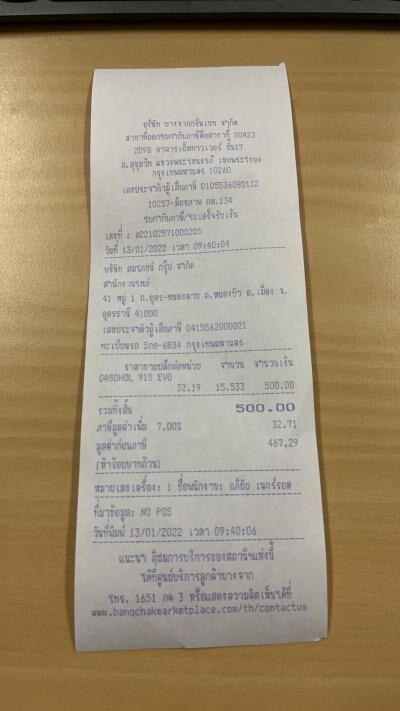 บริษัท บางจากกรีนเนท จำกัด
สาขาที่ออกใบกำกับภาษีคือสาขาที่ 00423
2098 อาคารเอ็มทาวเวอร์ ชั้น17
ถ.สุขุมวิท แขวงพระโขนงใต้ เขตพระโขนง
กรุงเทพมหานคร 10260
เลขประจำตัวผู้เสียภาษี 0105536080112
10257-มิตรภาพ กม.134
ใบกำกับภาษี/ใบเสร็จรับเงิน
เลขที่ : 422102571000205
วันที่ 13/01/2022 เวลา 09:40:04
บริษัท กรุ๊ป จำกัด
สำนักงานใหญ่
41 หมู่ 1 ถ.อุดร-หนองคาย ต.หนองบัว อ.เมือง จ.
อุดรธานี 41000
เลขประจำตัวผู้เสียภาษี 0415562000021
ทะเบียนรถ กรุงเทพมหานคร
ราคาขายปลีกต่อหน่วย จำนวน จำนวนเงิน
GASOHOL 91S EVO
32.19 15.533 500.00
รวมทั้งสิ้น 500.00
ภาษีมูลค่าเพิ่ม 7.00% 32.71
มูลค่าก่อนภาษี 467.29
(ห้าร้อยบาทถ้วน)
หมายเลขเครื่อง: 1 ชื่อพนักงาน: อภิชัย
ที่มาข้อมูล: NO POS
วันที่พิมพ์ 13/01/2022 เวลา 09:40:06
แนะนำ ติชมการบริการของสถานีฯแห่งนี้
ได้ที่ศูนย์บริการลูกค้าบางจาก
โทร. 1651 กด 3 หรือแสดงความคิดเห็นได้ที่
www.bangchakmarketplace.com/th/contactus